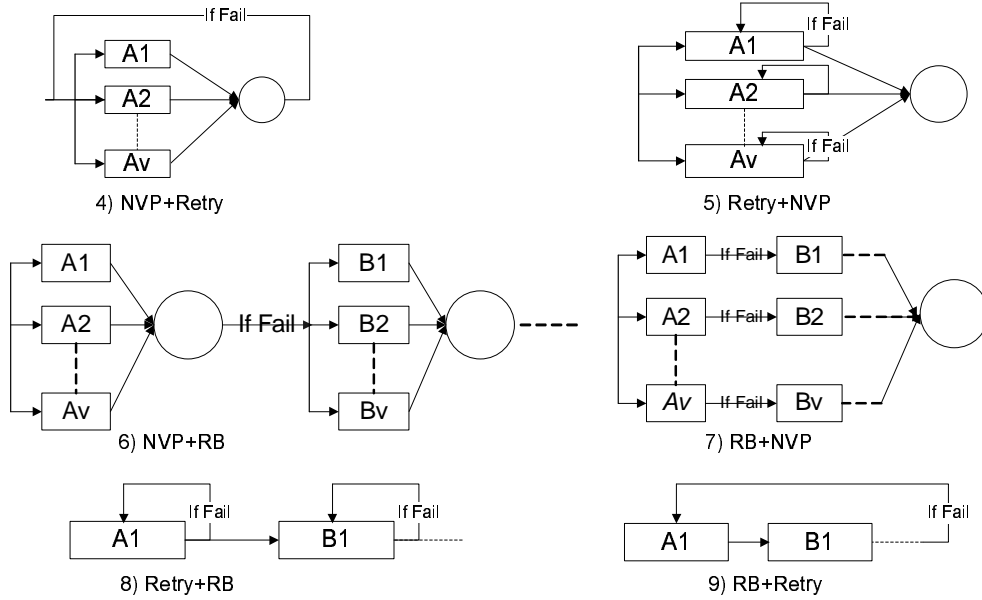 If Fail
A1
A2
Av
4) NVP+Retry
If Fail
A1
A2
If Fail
Av
5) Retry+NVP
A1
A2
Av
If Fail
B1
B2
Bv
6) NVP+RB
A1 If Fail B1
A2 If Fail B2
Av If Fail Bv
7) RB+NVP
If Fail If Fail
A1 B1
8) Retry+RB
If Fail
A1 B1
9) RB+Retry